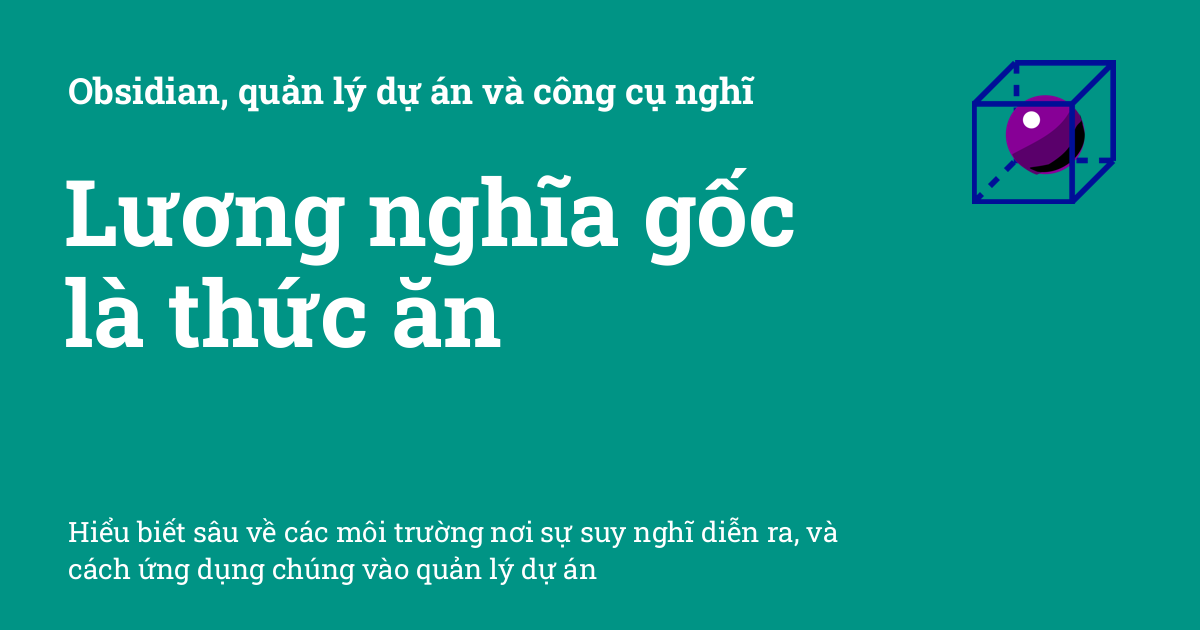 Obsidian, quản lý dự án và công cụ nghĩ
Lương nghĩa gốc
là thức ăn
Hiểu biết sâu về các môi trường nơi sự suy nghĩ diễn ra, và
cách ứng dụng chúng vào quản lý dự án